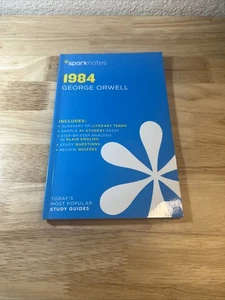 sparknotes
1984
GEORGE ORWELL
INCLUDES:
• GLOSSARY OF LITERARY TERMS
• SAMPLE A+ STUDENT ESSAY
• STEP-BY-STEP ANALYSIS
IN PLAIN ENGLISH
• STUDY QUESTIONS
• REVIEW QUIZZES
TODAY'S
MOST POPULAR
STUDY GUIDES